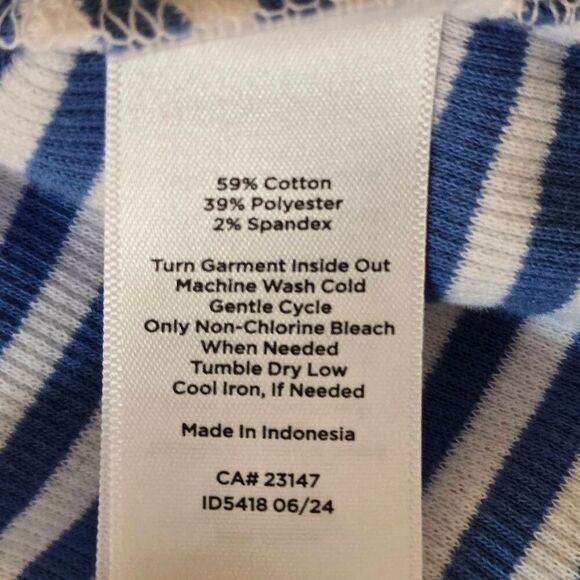 59% Cotton
39% Polyester
2% Spandex
Turn Garment Inside Out
Machine Wash Cold
Gentle Cycle
Only Non-Chlorine Bleach
When Needed
Tumble Dry Low
Cool Iron, If Needed
Made In Indonesia
CA# 23147
ID5418 06/24